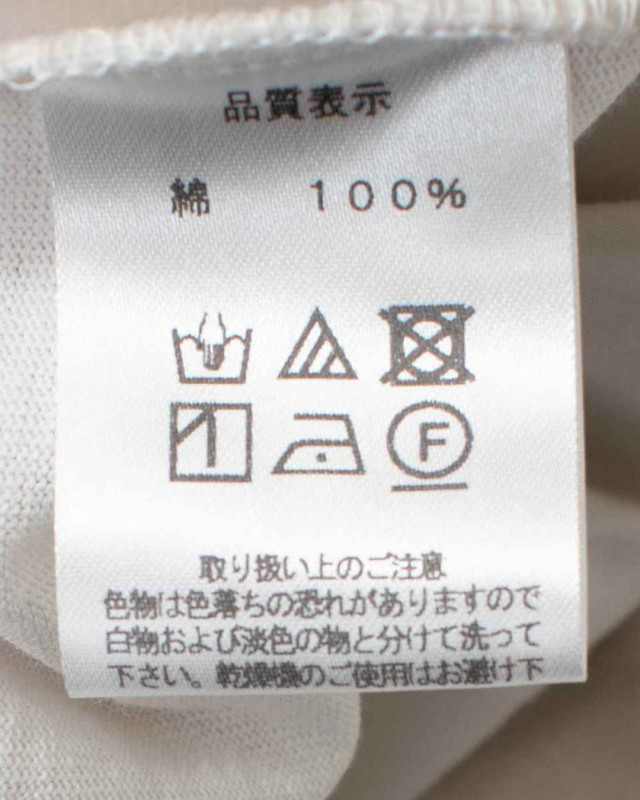 品質表示
綿 100%
F
取り扱い上のご注意
色物は色落ちの恐れがありますので
白物および淡色の物と分けて洗って
下さい。乾燥機のご使用はお避け下